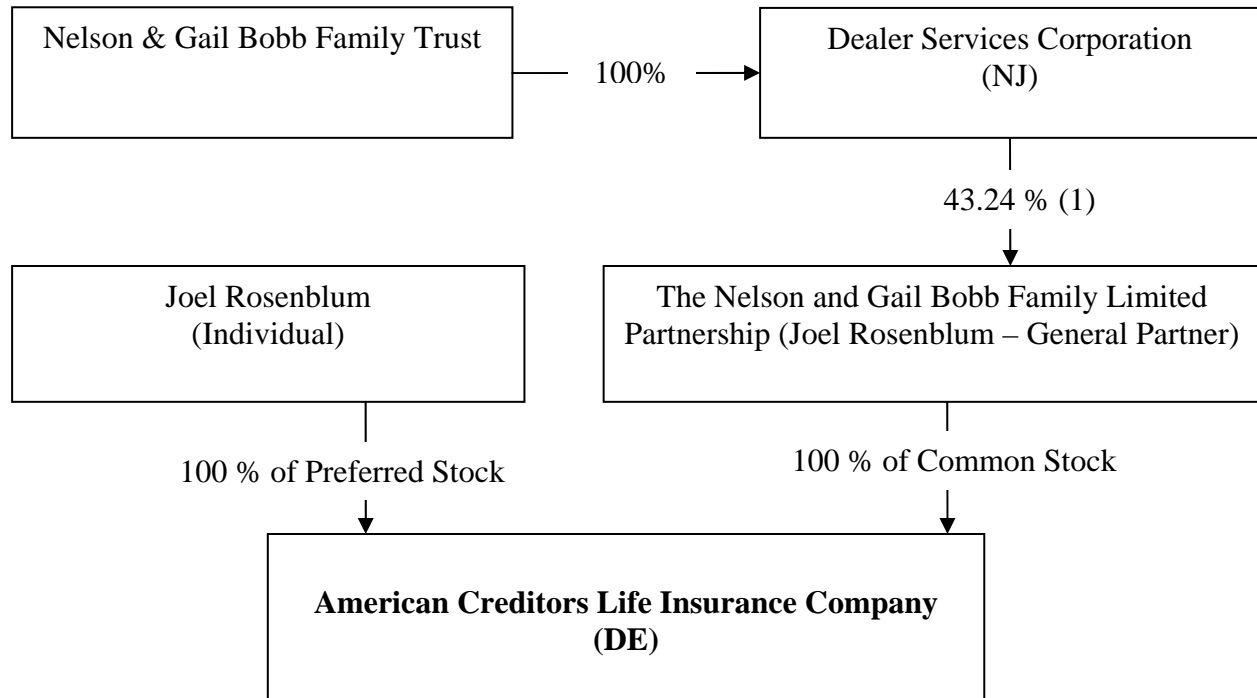 Nelson & Gail Bobb Family Trust
100%
Dealer Services Corporation
(NJ)
43.24 % (1)
Joel Rosenblum
(Individual)
The Nelson and Gail Bobb Family Limited
Partnership (Joel Rosenblum – General Partner)
100 % of Preferred Stock
100 % of Common Stock
American Creditors Life Insurance Company
(DE)